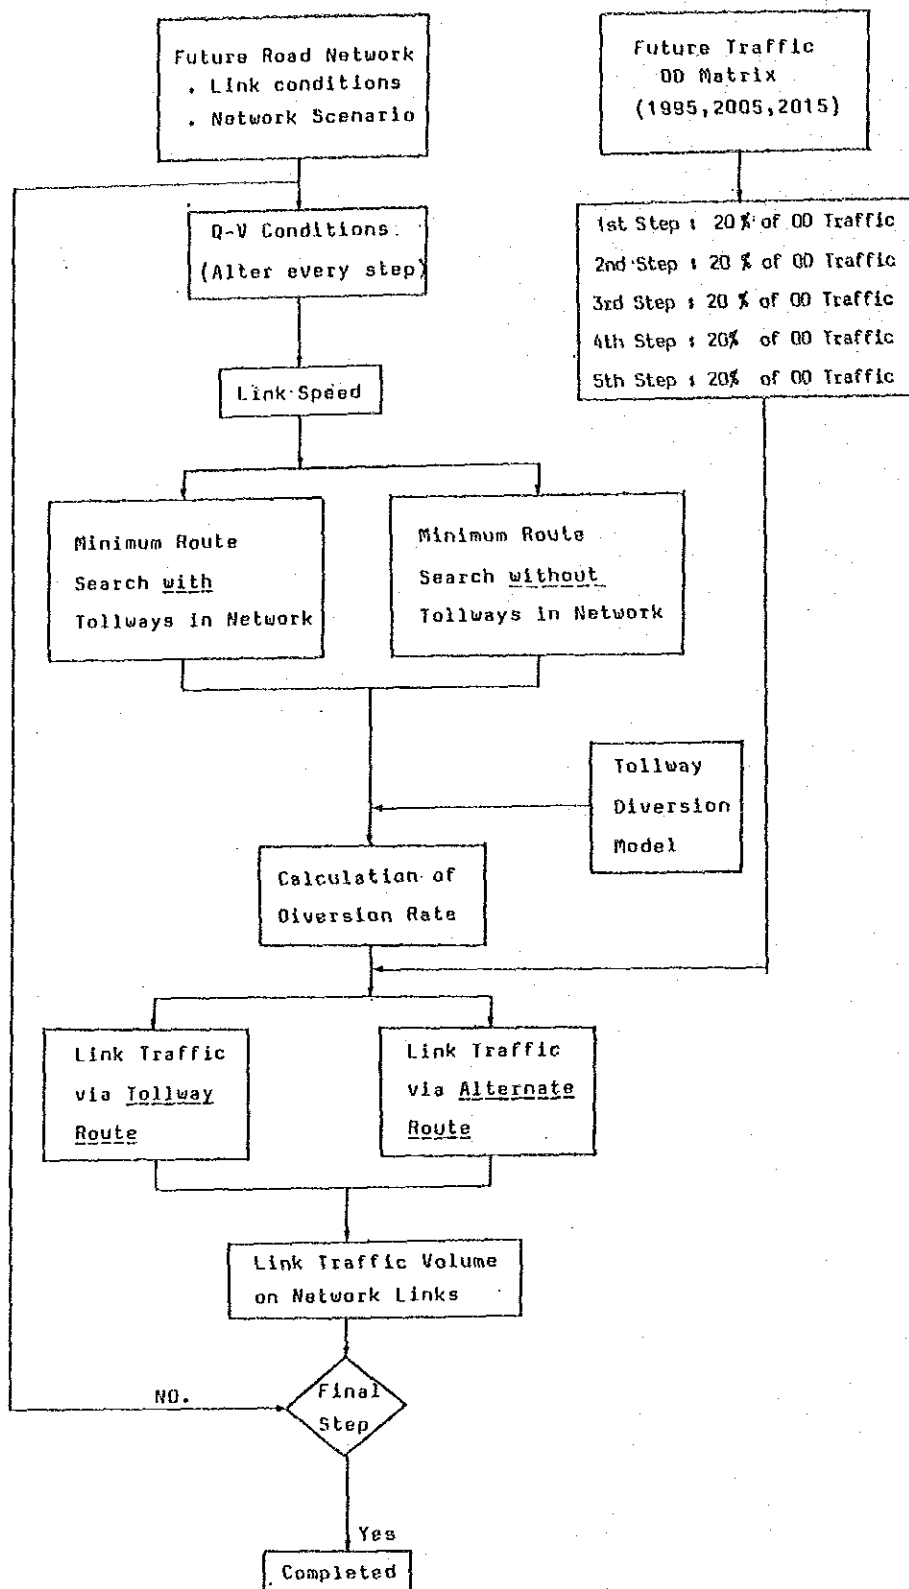 Future Road Network
. Link conditions
. Network Scenario
Future Traffic
OD Matrix
(1995,2005,2015)
Q-V Conditions
(Alter every step)
1st Step : 20% of OD Traffic
2nd Step : 20 % of OD Traffic
3rd Step : 20 % of OD Traffic
4th Step : 20% of OD Traffic
5th Step : 20% of OD Traffic
Link Speed
Minimum Route
Search with
Tollways in Network
Minimum Route
Search without
Tollways in Network
Tollway
Diversion
Model
Calculation of
Diversion Rate
Link Traffic
via Tollway
Route
Link Traffic
via Alternate
Route
Link Traffic Volume
on Network Links
NO.
Final
Step
Yes
Completed